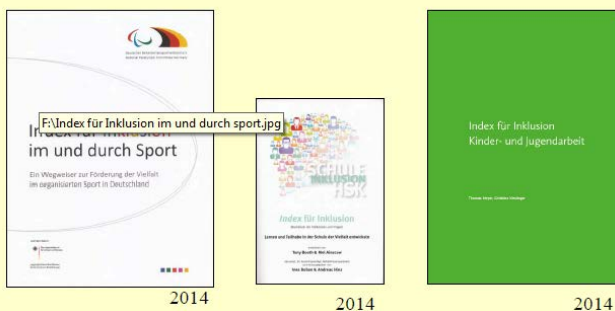 F:\Index für Inklusion im und durch sport.jpg
Index für Inklusion
im und durch Sport
Ein Wegweiser zur Förderung der Vielfalt
im organisierten Sport in Deutschland
2014
SCHULE
INKLUSION
HSK
Index für Inklusion
Lernen und Teilhabe in der Schule der Vielfalt entwickeln
Tony Booth & Mel Ainscow
Ines Boban & Andreas Hinz
2014
Index für Inklusion
Kinder- und Jugendarbeit
2014